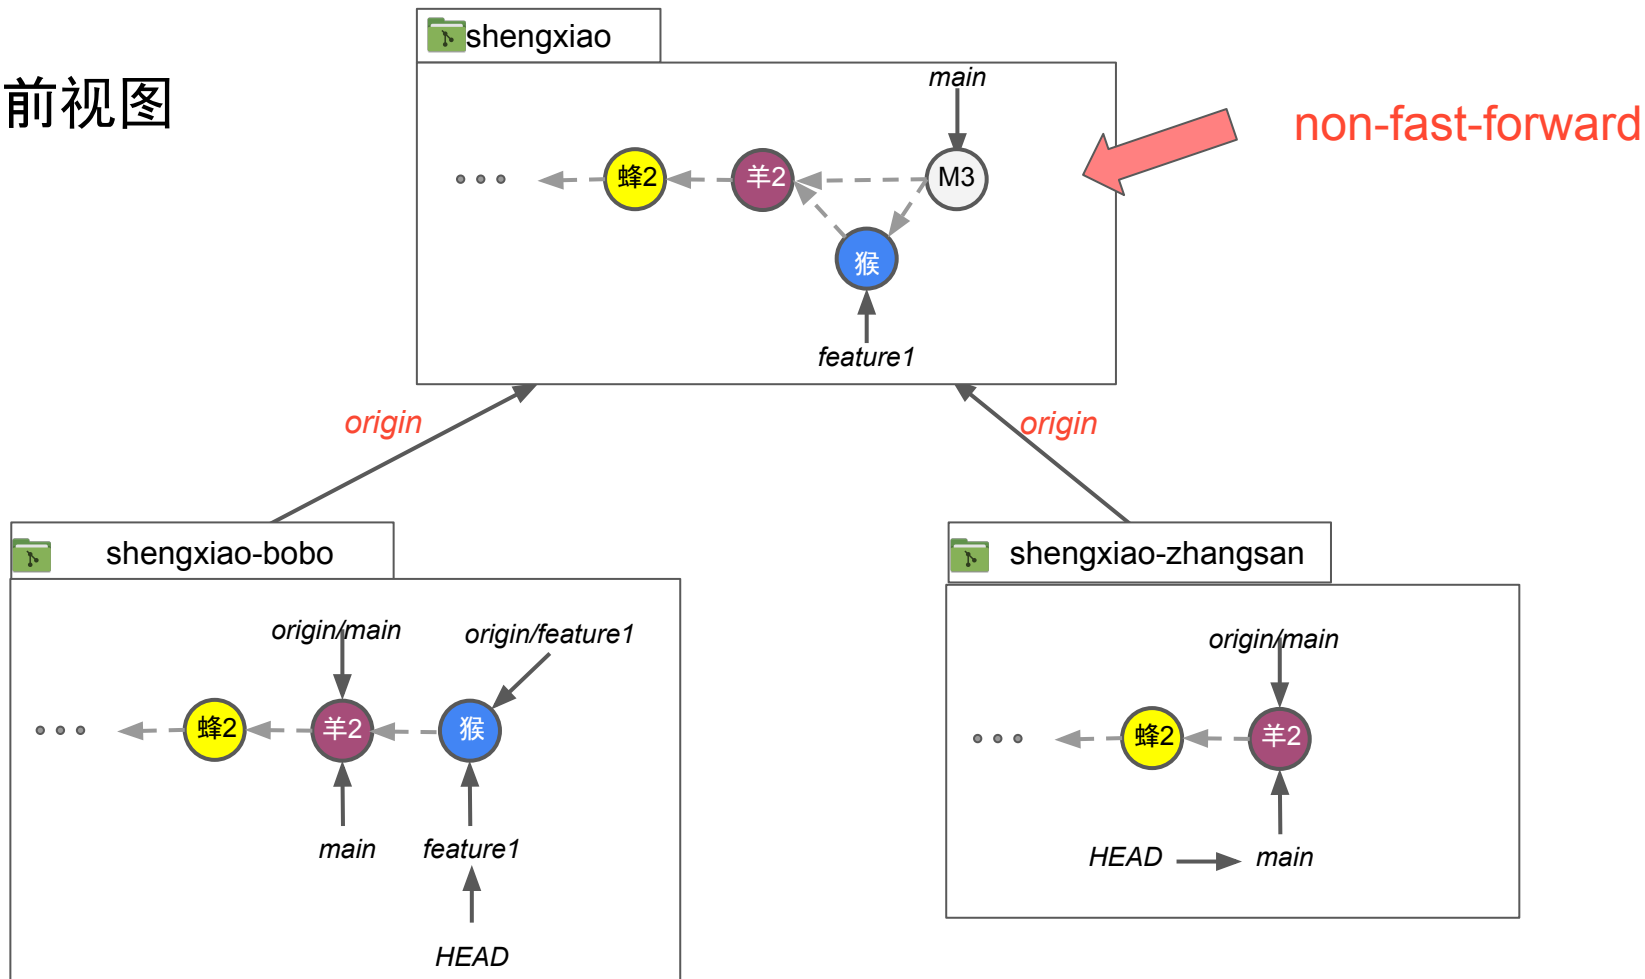 shengxiao
前视图
main
non-fast-forward
蜂2
羊2
M3
猴
feature1
origin
origin
shengxiao-bobo
shengxiao-zhangsan
origin/main
origin/feature1
origin/main
蜂2
羊2
猴
蜂2
羊2
main
feature1
HEAD
main
HEAD